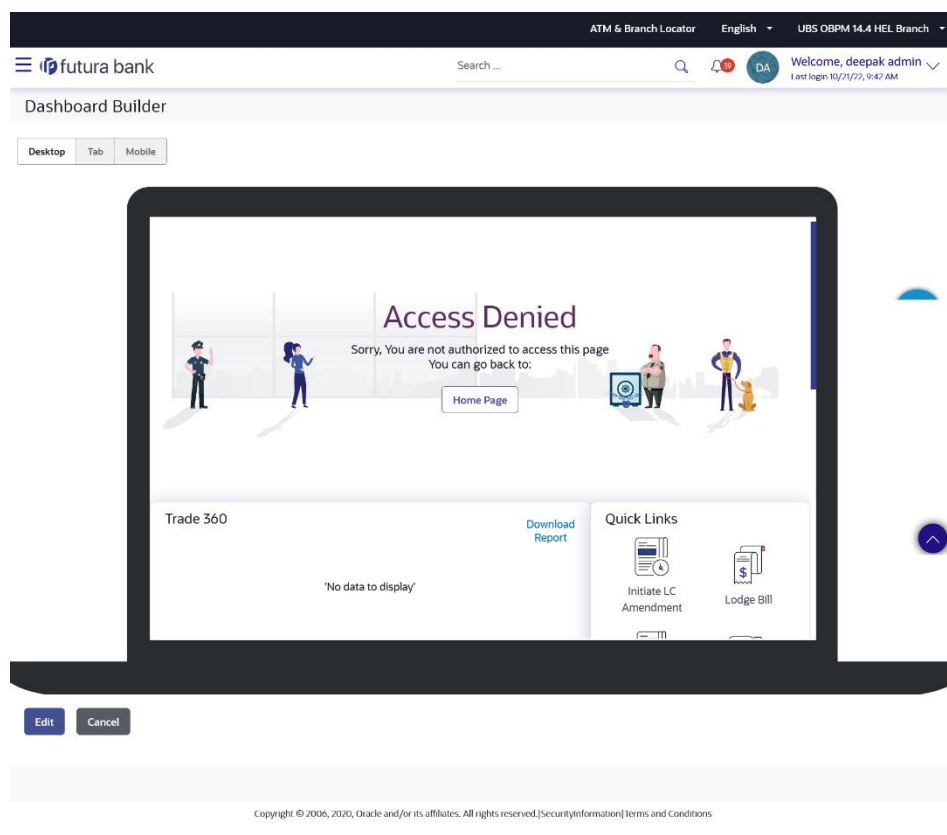 ATM & Branch Locator English UBS OBPM 14.4 HEL Branch
futura bank Search ... 39 DA Welcome, deepak admin
Last login 10/21/22, 9:42 AM
Dashboard Builder
Desktop Tab Mobile
Access Denied
Sorry, You are not authorized to access this page
You can go back to:
Home Page
Trade 360
Download
Report
'No data to display'
Quick Links
$
Initiate LC
Amendment
Lodge Bill
Edit Cancel
Copyright © 2006, 2020, Oracle and/or its affiliates. All rights reserved.|SecurityInformation|Terms and Conditions